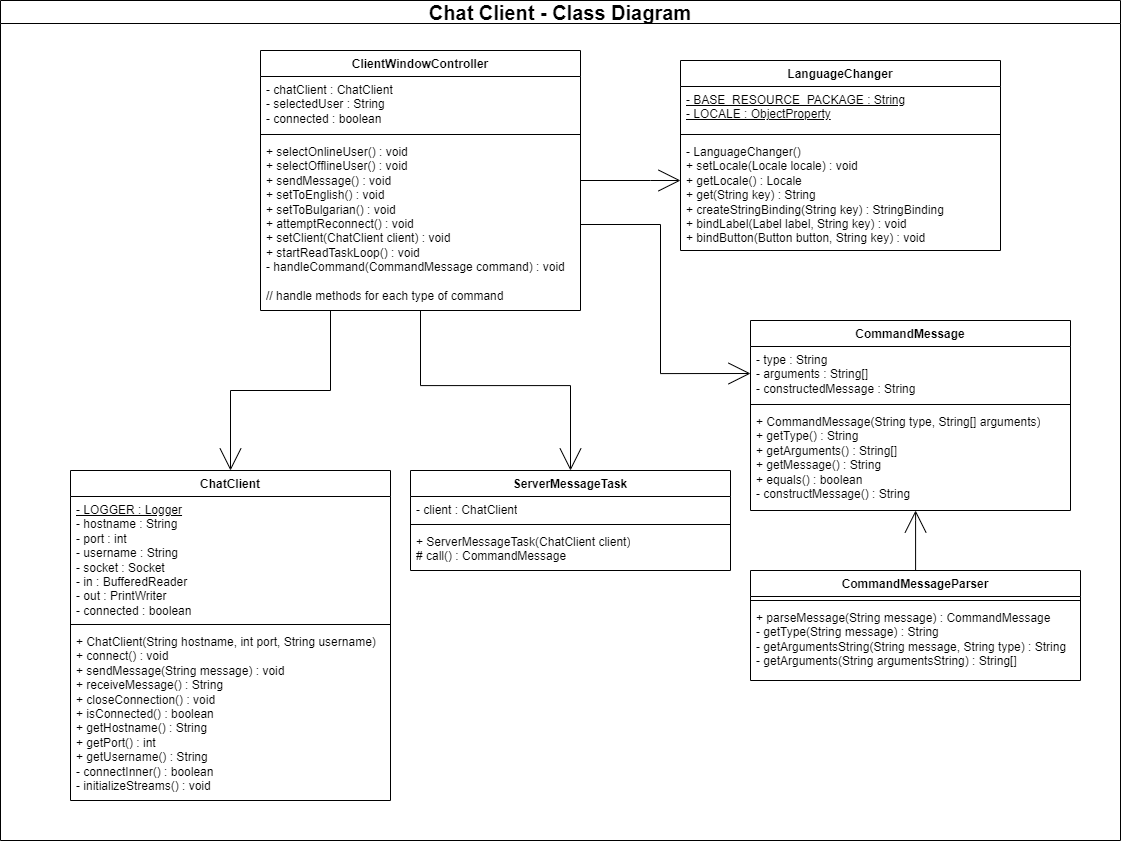 Chat Client - Class Diagram
ClientWindowController
- chatClient : ChatClient
- selectedUser : String
- connected : boolean
+ selectOnlineUser() : void
+ selectOfflineUser() : void
+ sendMessage() : void
+ setToEnglish() : void
+ setToBulgarian() : void
+ attemptReconnect() : void
+ setClient(ChatClient client) : void
+ startReadTaskLoop() : void
- handleCommand(CommandMessage command) : void
// handle methods for each type of command
LanguageChanger
- BASE_RESOURCE_PACKAGE : String
- LOCALE : ObjectProperty
- LanguageChanger()
+ setLocale(Locale locale) : void
+ getLocale() : Locale
+ get(String key) : String
+ createStringBinding(String key) : StringBinding
+ bindLabel(Label label, String key) : void
+ bindButton(Button button, String key) : void
CommandMessage
- type : String
- arguments : String[]
- constructedMessage : String
+ CommandMessage(String type, String[] arguments)
+ getType() : String
+ getArguments() : String[]
+ getMessage() : String
+ equals() : boolean
- constructMessage() : String
ChatClient
- LOGGER : Logger
- hostname : String
- port : int
- username : String
- socket : Socket
- in : BufferedReader
- out : PrintWriter
- connected : boolean
+ ChatClient(String hostname, int port, String username)
+ connect() : void
+ sendMessage(String message) : void
+ receiveMessage() : String
+ closeConnection() : void
+ isConnected() : boolean
+ getHostname() : String
+ getPort() : int
+ getUsername() : String
- connectInner() : boolean
- initializeStreams() : void
ServerMessageTask
- client : ChatClient
+ ServerMessageTask(ChatClient client)
# call() : CommandMessage
CommandMessageParser
+ parseMessage(String message) : CommandMessage
- getType(String message) : String
- getArgumentsString(String message, String type) : String
- getArguments(String argumentsString) : String[]